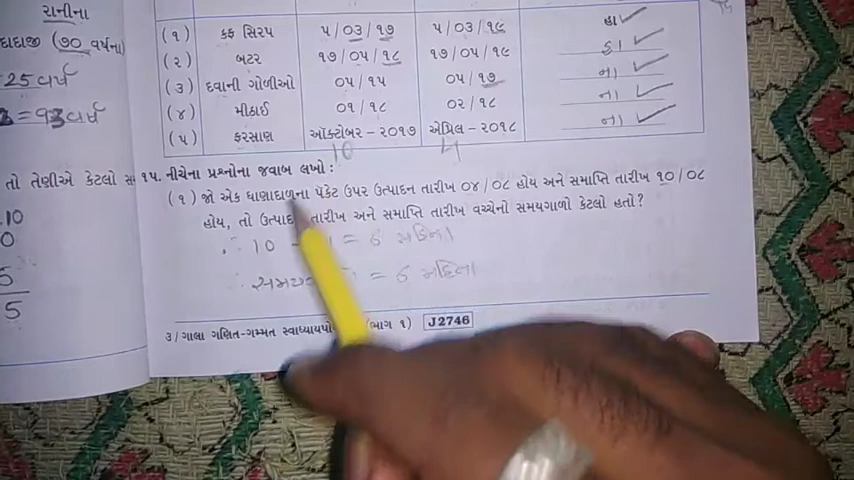 રાનીના
દાદાજી (૭૦ વર્ષના)
25 વર્ષ
= ૧૩ વર્ષ
તો તેણીએ કેટલો
.10
0
5
5
(૧) કફ સિરપ ૫/૦૩/૧૭ ૫/૦૩/૧૯ હા ✓
(૨) બટર ૧૭/૦૫/૧૮ ૧૭/૦૫/૧૯ હા ✓
(૩) દવાની ગોળીઓ ૦૫/૧૫ ૦૫/૧૭ ના ✓
(૪) મીઠાઈ ૦૧/૧૮ ૦૨/૧૮ ના ✓
(૫) ફરસાણ ઑક્ટોબર - ૨૦૧૭ એપ્રિલ - ૨૦૧૮ ના ✓
10 4
૧૫. નીચેના પ્રશ્નોના જવાબ લખો :
(૧) જો એક ધાણાદાળના પૅકેટ ઉપર ઉત્પાદન તારીખ ૦૪/૦૮ હોય અને સમાપ્તિ તારીખ ૧૦/૦૮
હોય, તો ઉત્પાદન તારીખ અને સમાપ્તિ તારીખ વચ્ચેનો સમયગાળો કેટલો હતો?
10 - = 6 મહિના
= 6 મહિના
૩/ગાલા ગણિત-ગમ્મત સ્વાધ્યાયપોથી (ભાગ ૧) J2746